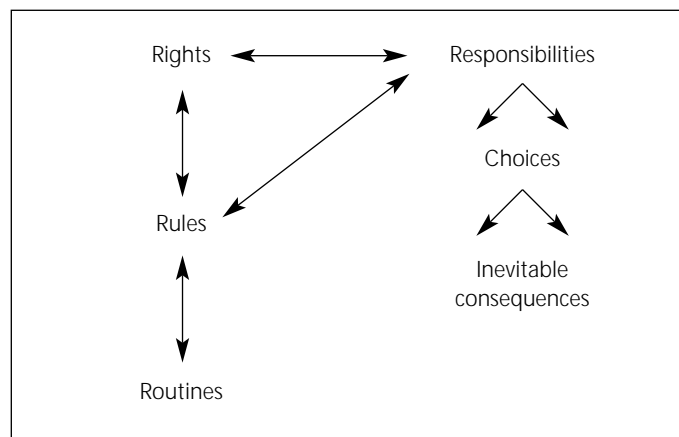 Rights
Responsibilities
Choices
Rules
Inevitable
consequences
Routines